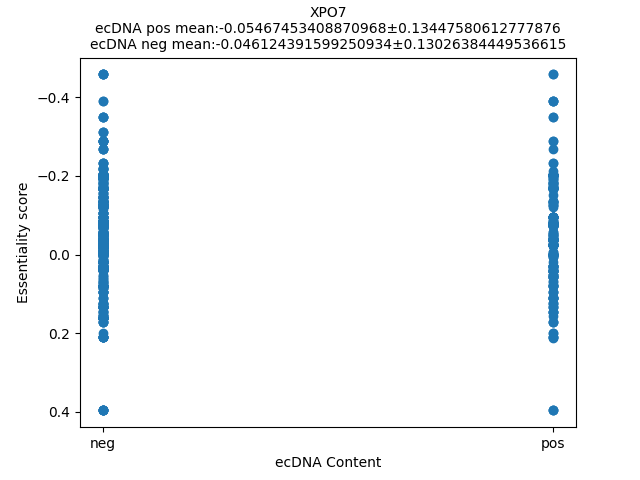 XPO7
ecDNA pos mean:-0.05467453408870968±0.13447580612777876
ecDNA neg mean:-0.046124391599250934±0.13026384449536615
−0.4
−0.2
0.0
0.2
0.4
Essentiality score
neg
pos
ecDNA Content